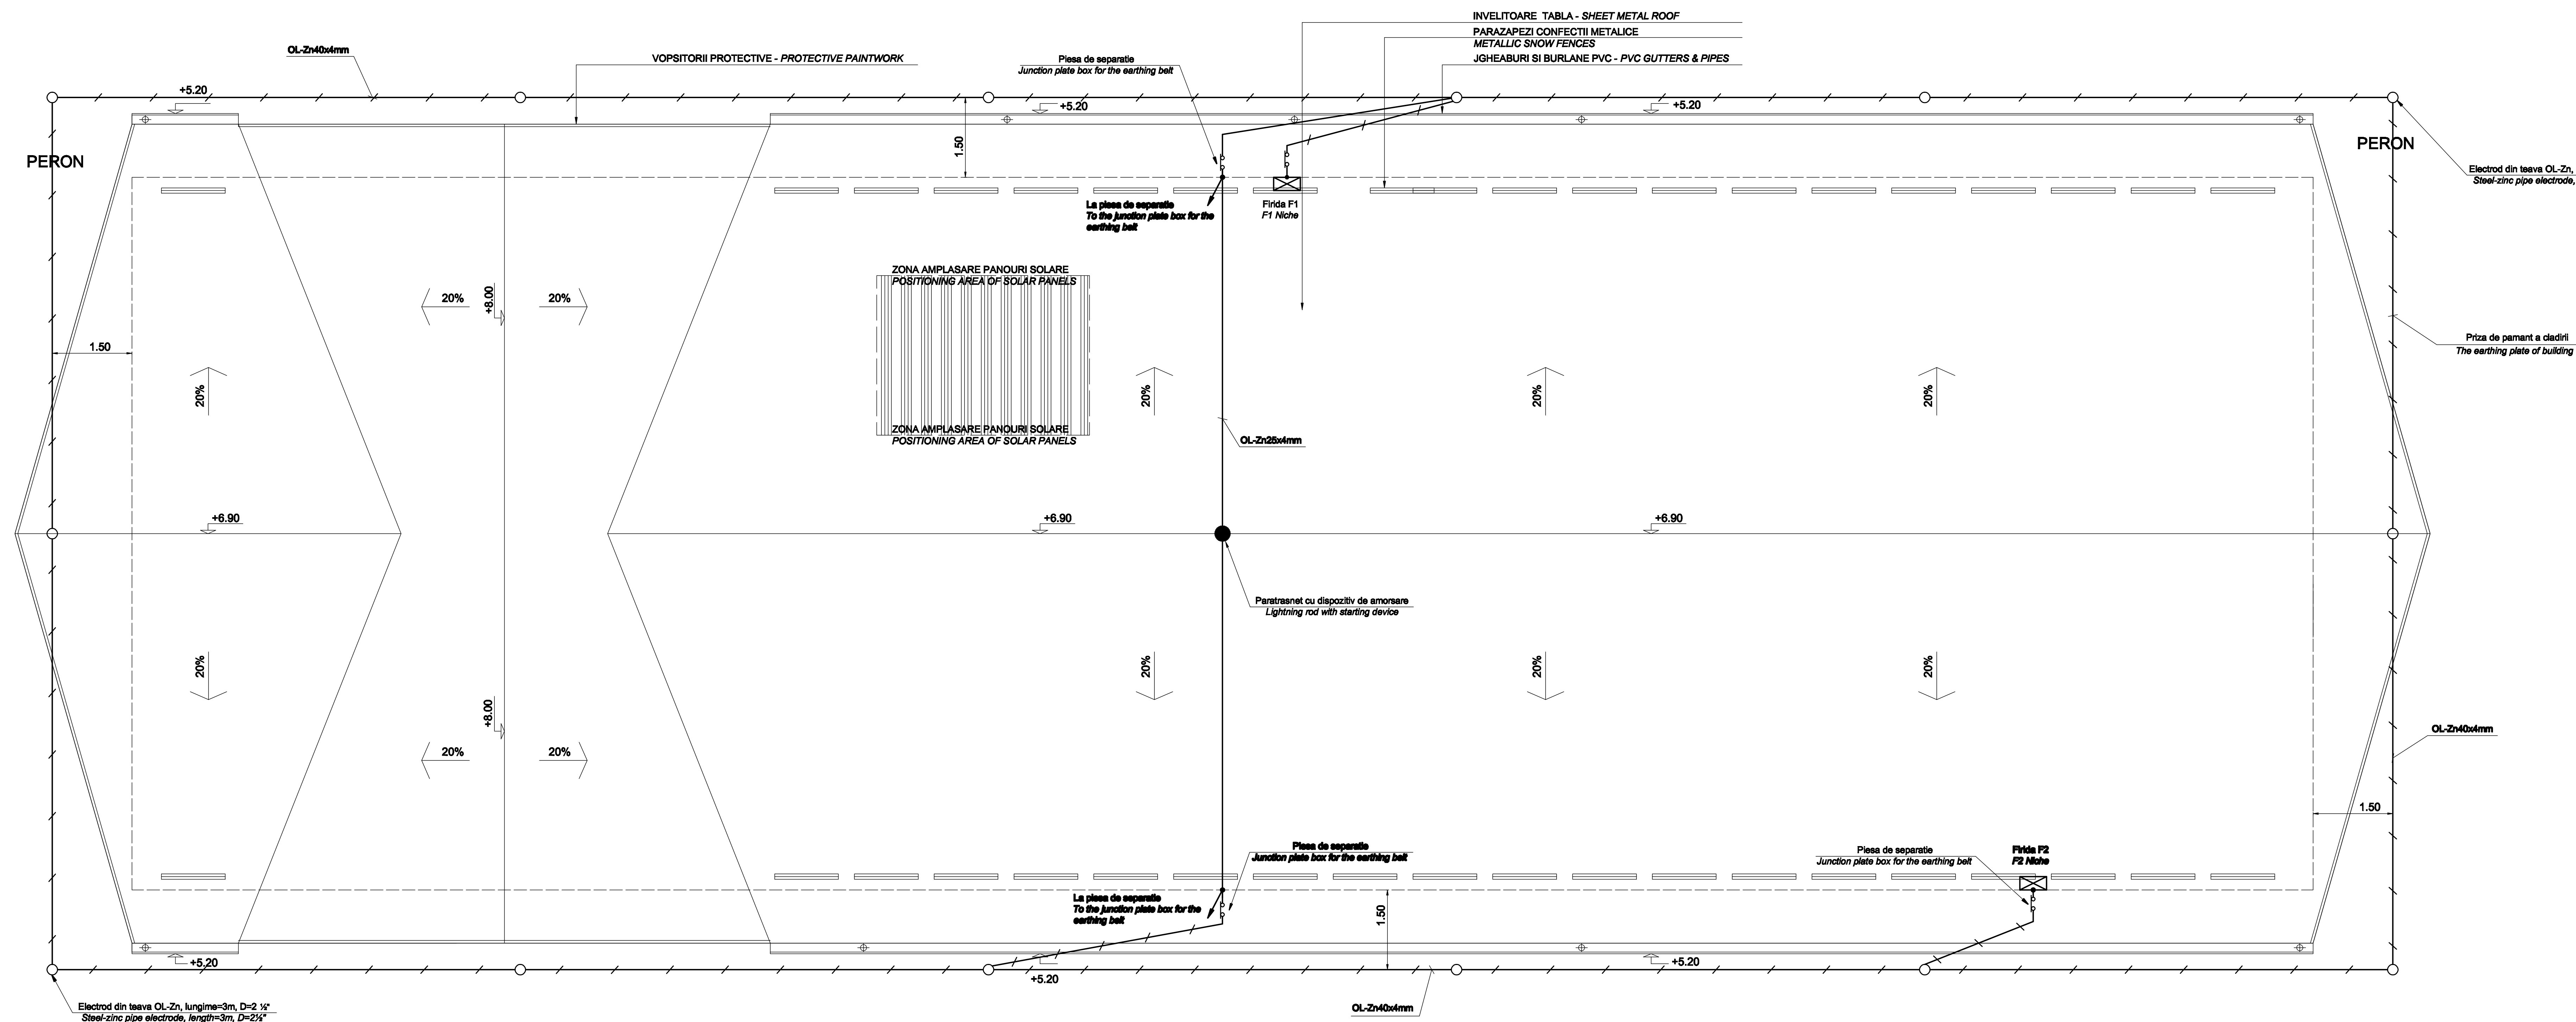 INVELITOARE TABLA - SHEET METAL ROOF
PARAZAPEZI CONFECTII METALICE
METALLIC SNOW FENCES
JGHEABURI SI BURLANE PVC - PVC GUTTERS & PIPES
OL-Zn40x4mm
VOPSITORII PROTECTIVE - PROTECTIVE PAINTWORK
Piesa de separatie
Junction plate box for the earthing belt
+5.20
+5.20
+5.20
PERON
1.50
PERON
Electrod din teava OL-Zn,
Steel-zinc pipe electrode,
La piesa de separatie
To the junction plate box for the
earthing belt
Firida F1
F1 Niche
ZONA AMPLASARE PANOURI SOLARE
POSITIONING AREA OF SOLAR PANELS
20%
+8.00
20%
1.50
Priza de pamant a cladirii
The earthing plate of building
20%
20%
20%
20%
ZONA AMPLASARE PANOURI SOLARE
POSITIONING AREA OF SOLAR PANELS
OL-Zn25x4mm
+6.90
+6.90
+6.90
Paratrasnet cu dispozitiv de amorsare
Lightning rod with starting device
20%
20%
20%
20%
+8.00
20%
20%
OL-Zn40x4mm
1.50
Piesa de separatie
Junction plate box for the earthing belt
Piesa de separatie
Junction plate box for the earthing belt
Firida F2
F2 Niche
La piesa de separatie
To the junction plate box for the
earthing belt
1.50
+5.20
+5.20
+5.20
Electrod din teava OL-Zn, lungime=3m, D=2 ½"
Steel-zinc pipe electrode, length=3m, D=2½"
OL-Zn40x4mm